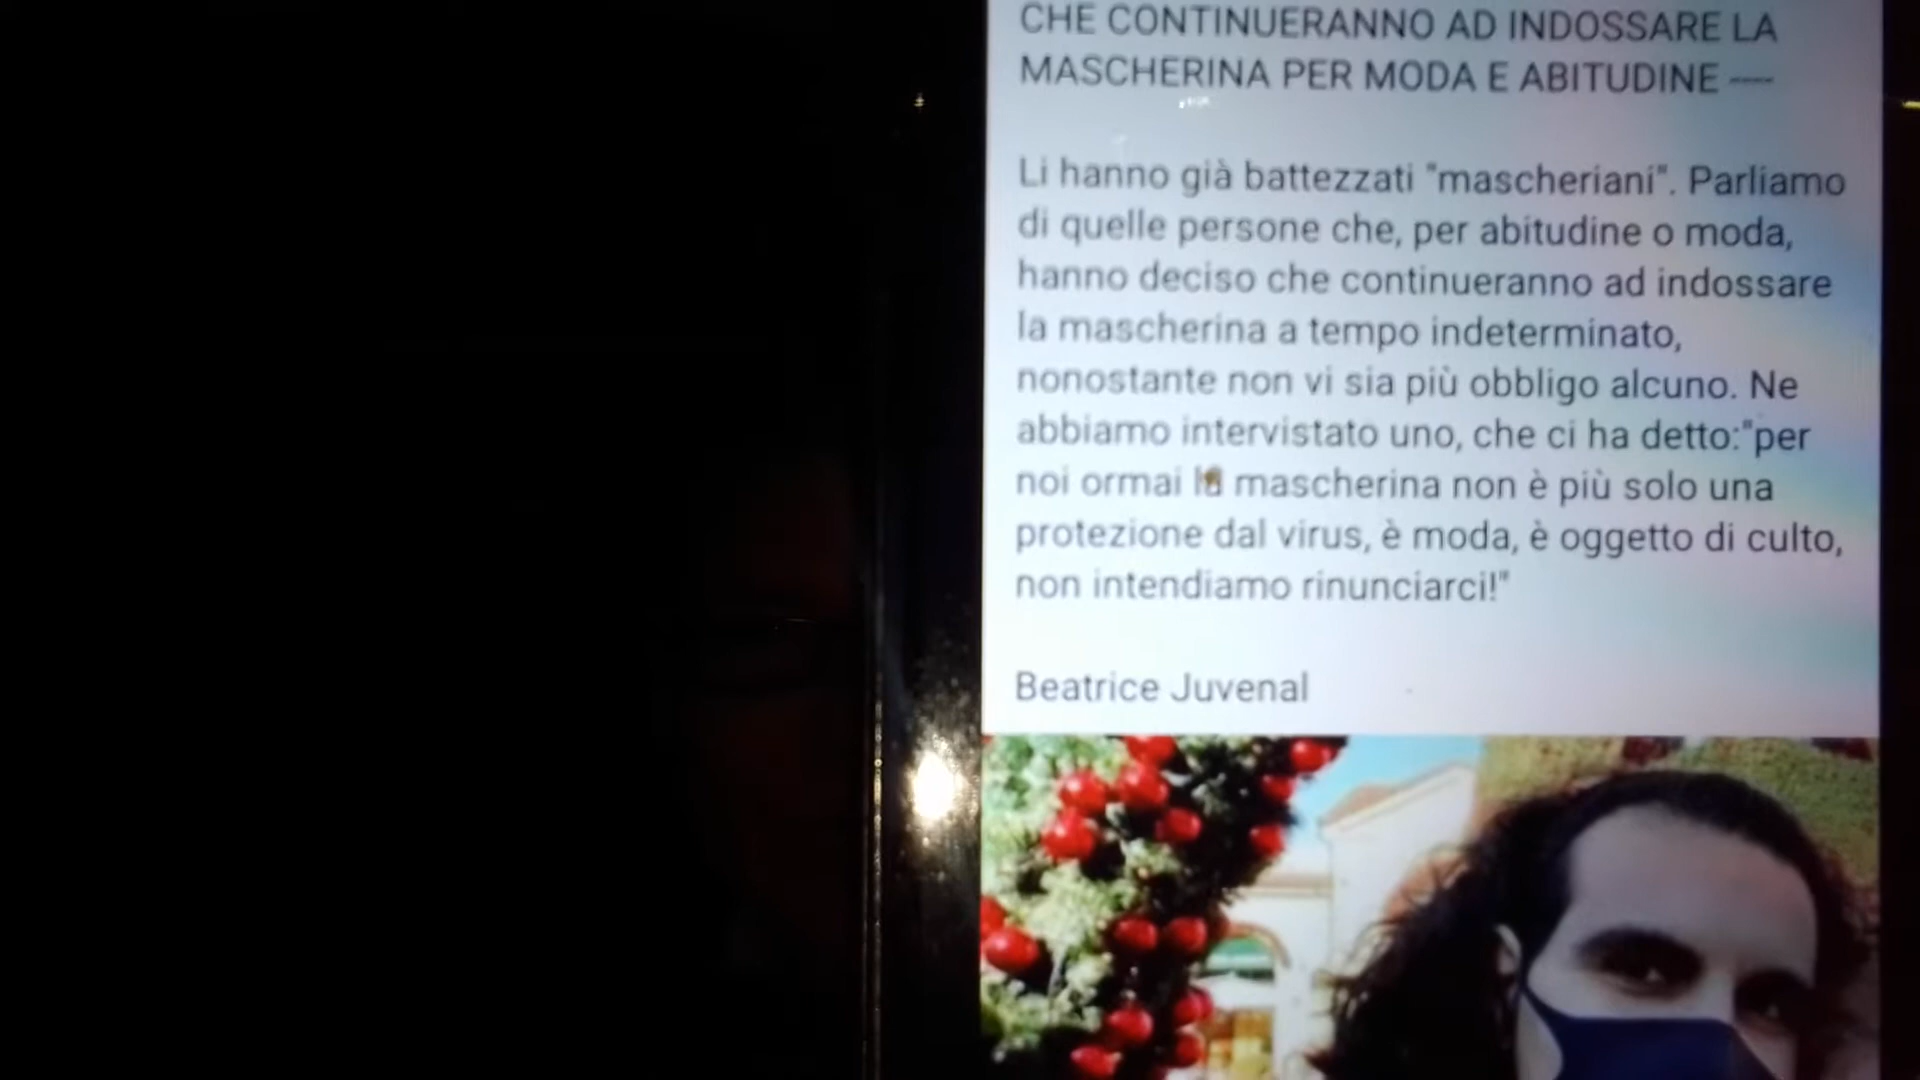 CHE CONTINUERANNO AD INDOSSARE LA
MASCHERINA PER MODA E ABITUDINE ----
Li hanno già battezzati "mascheriani". Parliamo
di quelle persone che, per abitudine o moda,
hanno deciso che continueranno ad indossare
la mascherina a tempo indeterminato,
nonostante non vi sia più obbligo alcuno. Ne
abbiamo intervistato uno, che ci ha detto:"per
noi ormai la mascherina non è più solo una
protezione dal virus, è moda, è oggetto di culto,
non intendiamo rinunciarci!"
Beatrice Juvenal